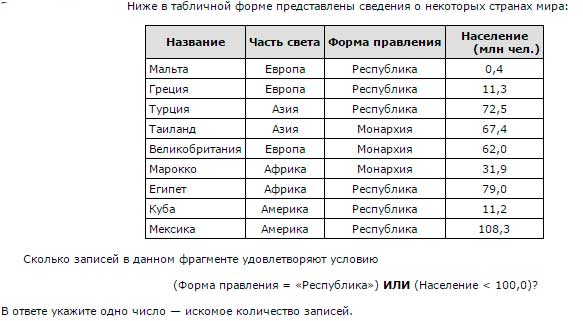 Ниже в табличной форме представлены сведения о некоторых странах мира:
Название Часть света Форма правления Население (млн чел.)
Мальта Европа Республика 0,4
Греция Европа Республика 11,3
Турция Азия Республика 72,5
Таиланд Азия Монархия 67,4
Великобритания Европа Монархия 62,0
Марокко Африка Монархия 31,9
Египет Африка Республика 79,0
Куба Америка Республика 11,2
Мексика Америка Республика 108,3
Сколько записей в данном фрагменте удовлетворяют условию
(Форма правления = «Республика») ИЛИ (Население < 100,0)?
В ответе укажите одно число — искомое количество записей.